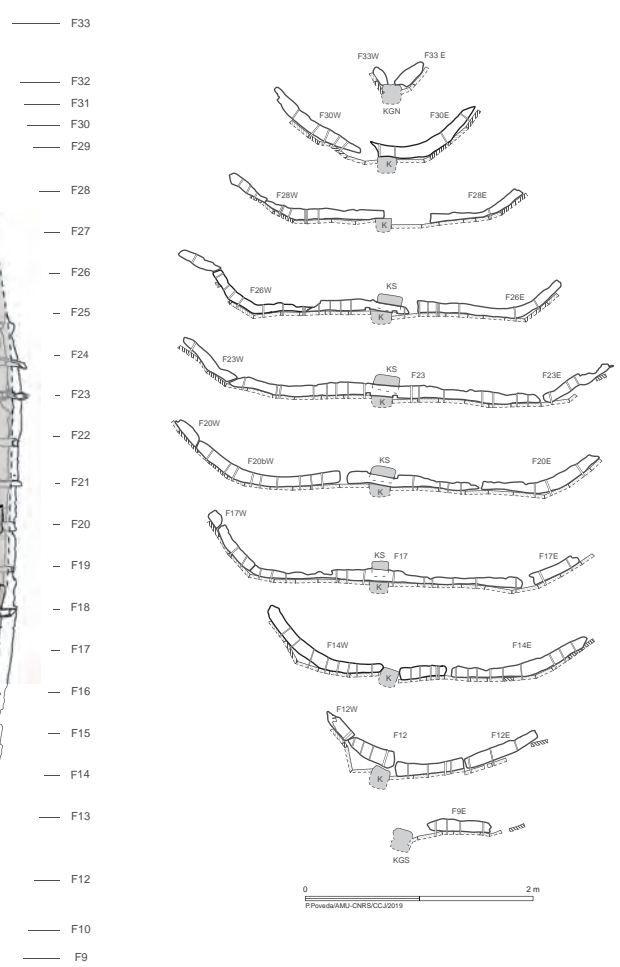 F33
F32
F31
F30
F29
F28
F27
F26
F25
F24
F23
F22
F21
F20
F19
F18
F17
F16
F15
F14
F13
F12
F10
F9
F33W F33 E
KGN
F30W F30E
K
F28W F28E
K
F26W KS F26E
K
F23W KS F23 F23E
K
F20W
F20bW KS F20E
K
F17W KS F17 F17E
K
F14W F14E
K
F12W F12 F12E
K
F9E
KGS
0 2 m
P.Poveda/AMU-CNRS/CCJ/2019